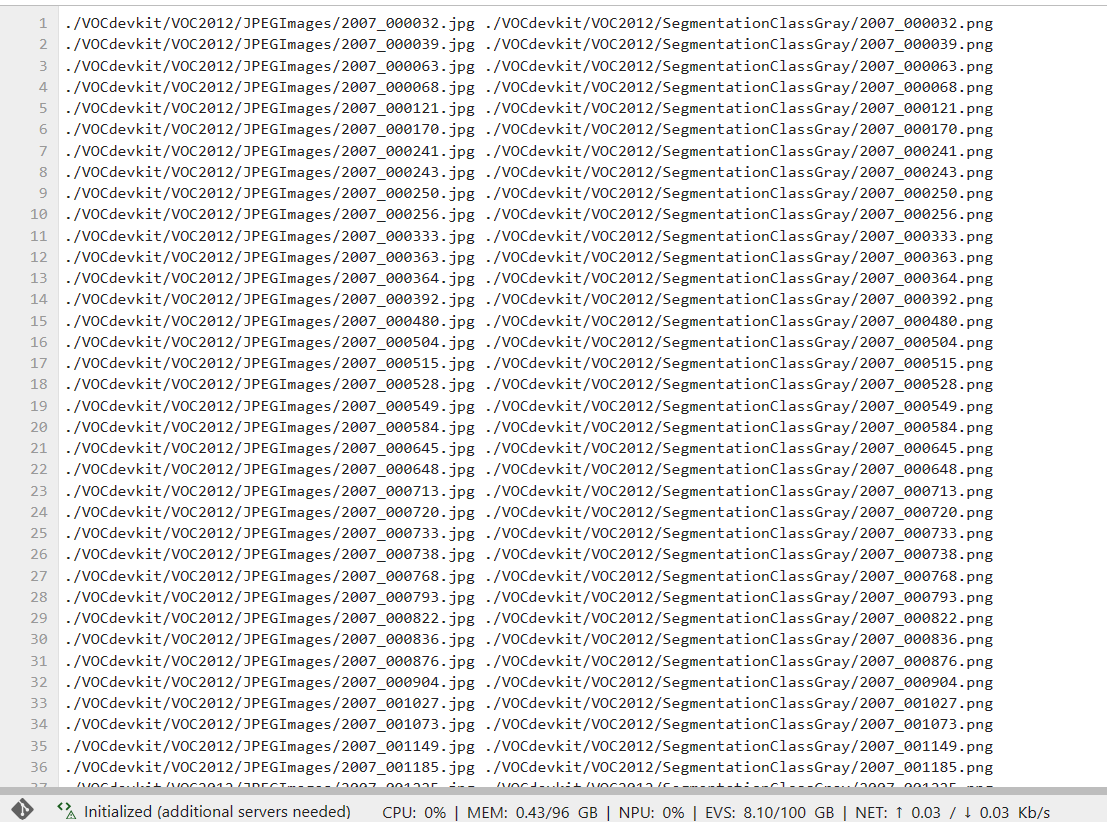 1 ./VOCdevkit/VOC2012/JPEGImages/2007_000032.jpg ./VOCdevkit/VOC2012/SegmentationClassGray/2007_000032.png
2 ./VOCdevkit/VOC2012/JPEGImages/2007_000039.jpg ./VOCdevkit/VOC2012/SegmentationClassGray/2007_000039.png
3 ./VOCdevkit/VOC2012/JPEGImages/2007_000063.jpg ./VOCdevkit/VOC2012/SegmentationClassGray/2007_000063.png
4 ./VOCdevkit/VOC2012/JPEGImages/2007_000068.jpg ./VOCdevkit/VOC2012/SegmentationClassGray/2007_000068.png
5 ./VOCdevkit/VOC2012/JPEGImages/2007_000121.jpg ./VOCdevkit/VOC2012/SegmentationClassGray/2007_000121.png
6 ./VOCdevkit/VOC2012/JPEGImages/2007_000170.jpg ./VOCdevkit/VOC2012/SegmentationClassGray/2007_000170.png
7 ./VOCdevkit/VOC2012/JPEGImages/2007_000241.jpg ./VOCdevkit/VOC2012/SegmentationClassGray/2007_000241.png
8 ./VOCdevkit/VOC2012/JPEGImages/2007_000243.jpg ./VOCdevkit/VOC2012/SegmentationClassGray/2007_000243.png
9 ./VOCdevkit/VOC2012/JPEGImages/2007_000250.jpg ./VOCdevkit/VOC2012/SegmentationClassGray/2007_000250.png
10 ./VOCdevkit/VOC2012/JPEGImages/2007_000256.jpg ./VOCdevkit/VOC2012/SegmentationClassGray/2007_000256.png
11 ./VOCdevkit/VOC2012/JPEGImages/2007_000333.jpg ./VOCdevkit/VOC2012/SegmentationClassGray/2007_000333.png
12 ./VOCdevkit/VOC2012/JPEGImages/2007_000363.jpg ./VOCdevkit/VOC2012/SegmentationClassGray/2007_000363.png
13 ./VOCdevkit/VOC2012/JPEGImages/2007_000364.jpg ./VOCdevkit/VOC2012/SegmentationClassGray/2007_000364.png
14 ./VOCdevkit/VOC2012/JPEGImages/2007_000392.jpg ./VOCdevkit/VOC2012/SegmentationClassGray/2007_000392.png
15 ./VOCdevkit/VOC2012/JPEGImages/2007_000480.jpg ./VOCdevkit/VOC2012/SegmentationClassGray/2007_000480.png
16 ./VOCdevkit/VOC2012/JPEGImages/2007_000504.jpg ./VOCdevkit/VOC2012/SegmentationClassGray/2007_000504.png
17 ./VOCdevkit/VOC2012/JPEGImages/2007_000515.jpg ./VOCdevkit/VOC2012/SegmentationClassGray/2007_000515.png
18 ./VOCdevkit/VOC2012/JPEGImages/2007_000528.jpg ./VOCdevkit/VOC2012/SegmentationClassGray/2007_000528.png
19 ./VOCdevkit/VOC2012/JPEGImages/2007_000549.jpg ./VOCdevkit/VOC2012/SegmentationClassGray/2007_000549.png
20 ./VOCdevkit/VOC2012/JPEGImages/2007_000584.jpg ./VOCdevkit/VOC2012/SegmentationClassGray/2007_000584.png
21 ./VOCdevkit/VOC2012/JPEGImages/2007_000645.jpg ./VOCdevkit/VOC2012/SegmentationClassGray/2007_000645.png
22 ./VOCdevkit/VOC2012/JPEGImages/2007_000648.jpg ./VOCdevkit/VOC2012/SegmentationClassGray/2007_000648.png
23 ./VOCdevkit/VOC2012/JPEGImages/2007_000713.jpg ./VOCdevkit/VOC2012/SegmentationClassGray/2007_000713.png
24 ./VOCdevkit/VOC2012/JPEGImages/2007_000720.jpg ./VOCdevkit/VOC2012/SegmentationClassGray/2007_000720.png
25 ./VOCdevkit/VOC2012/JPEGImages/2007_000733.jpg ./VOCdevkit/VOC2012/SegmentationClassGray/2007_000733.png
26 ./VOCdevkit/VOC2012/JPEGImages/2007_000738.jpg ./VOCdevkit/VOC2012/SegmentationClassGray/2007_000738.png
27 ./VOCdevkit/VOC2012/JPEGImages/2007_000768.jpg ./VOCdevkit/VOC2012/SegmentationClassGray/2007_000768.png
28 ./VOCdevkit/VOC2012/JPEGImages/2007_000793.jpg ./VOCdevkit/VOC2012/SegmentationClassGray/2007_000793.png
29 ./VOCdevkit/VOC2012/JPEGImages/2007_000822.jpg ./VOCdevkit/VOC2012/SegmentationClassGray/2007_000822.png
30 ./VOCdevkit/VOC2012/JPEGImages/2007_000836.jpg ./VOCdevkit/VOC2012/SegmentationClassGray/2007_000836.png
31 ./VOCdevkit/VOC2012/JPEGImages/2007_000876.jpg ./VOCdevkit/VOC2012/SegmentationClassGray/2007_000876.png
32 ./VOCdevkit/VOC2012/JPEGImages/2007_000904.jpg ./VOCdevkit/VOC2012/SegmentationClassGray/2007_000904.png
33 ./VOCdevkit/VOC2012/JPEGImages/2007_001027.jpg ./VOCdevkit/VOC2012/SegmentationClassGray/2007_001027.png
34 ./VOCdevkit/VOC2012/JPEGImages/2007_001073.jpg ./VOCdevkit/VOC2012/SegmentationClassGray/2007_001073.png
35 ./VOCdevkit/VOC2012/JPEGImages/2007_001149.jpg ./VOCdevkit/VOC2012/SegmentationClassGray/2007_001149.png
36 ./VOCdevkit/VOC2012/JPEGImages/2007_001185.jpg ./VOCdevkit/VOC2012/SegmentationClassGray/2007_001185.png
Initialized (additional servers needed) CPU: 0% | MEM: 0.43/96 GB | NPU: 0% | EVS: 8.10/100 GB | NET: ↑ 0.03 / ↓ 0.03 Kb/s